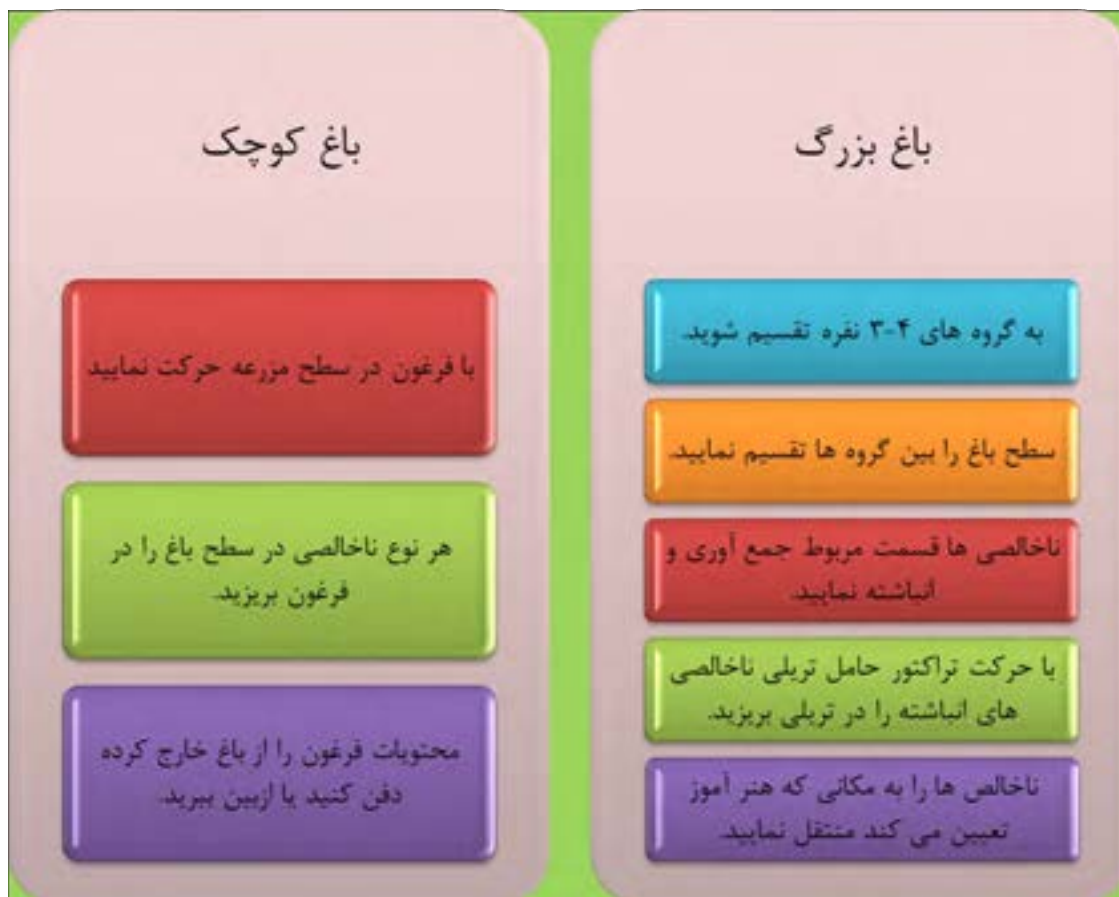 باغ بزرگ
به گروه های ۴-۳ نفره تقسیم شوید.
سطح باغ را بین گروه ها تقسیم نمایید.
ناخالصی ها قسمت مربوط جمع آوری و
انباشته نمایید.
با حرکت تراکتور حامل تریلی ناخالصی
های انباشته را در تریلی بریزید.
ناخالص ها را به مکانی که هنر آموز
تعیین می کند منتقل نمایید.
باغ کوچک
با فرغون در سطح مزرعه حرکت نمایید
هر نوع ناخالصی در سطح باغ را در
فرغون بریزید.
محتویات فرغون را از باغ خارج کرده
دفن کنید یا ازبین ببرید.